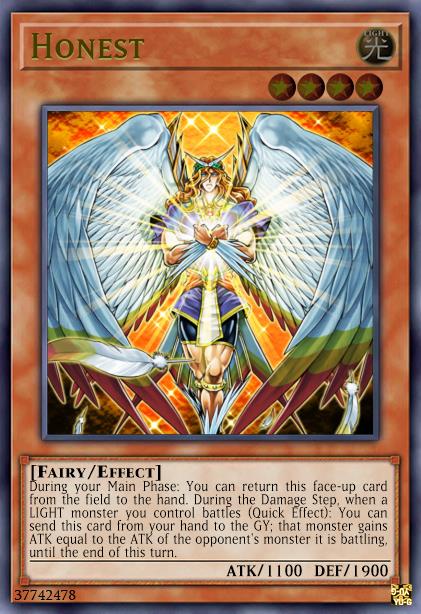 Honest
LIGHT
光
[Fairy/Effect]
During your Main Phase: You can return this face-up card
from the field to the hand. During the Damage Step, when a
LIGHT monster you control battles (Quick Effect): You can
send this card from your hand to the GY; that monster gains
ATK equal to the ATK of the opponent's monster it is battling,
until the end of this turn.
ATK/1100 DEF/1900
37742478